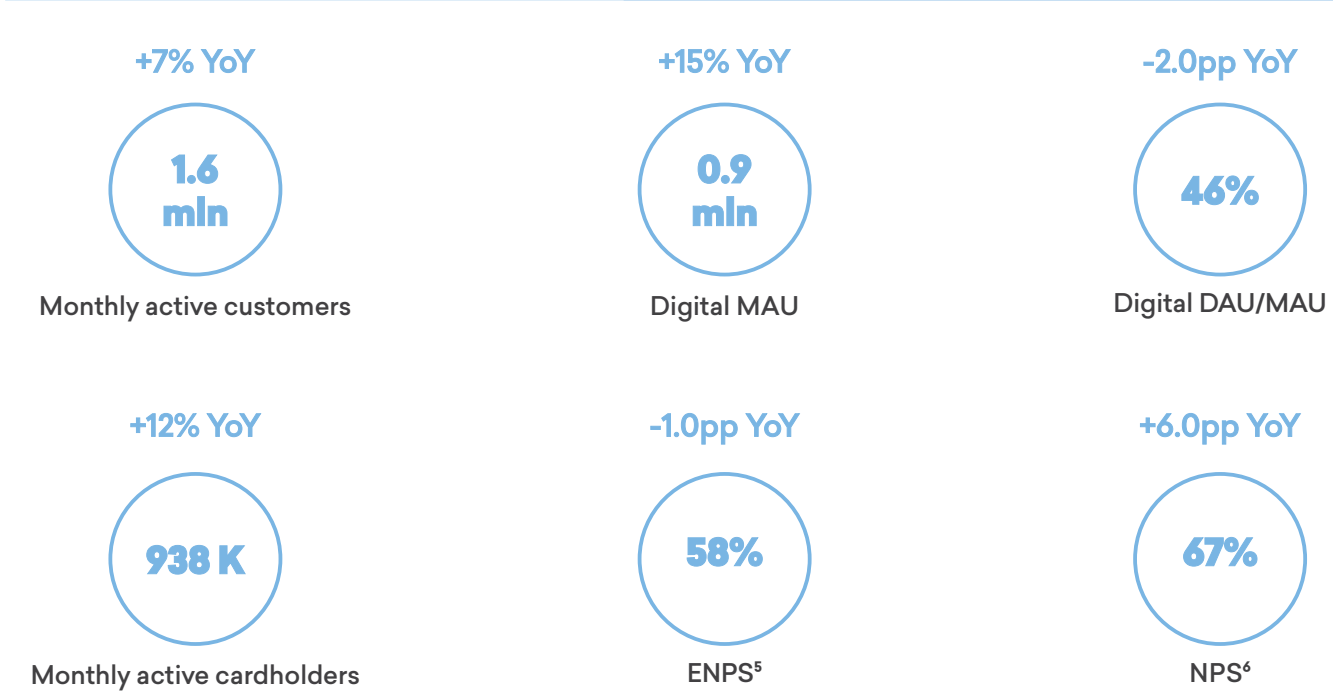 +7% YoY
1.6
mln
Monthly active customers
+15% YoY
0.9
mln
Digital MAU
-2.0pp YoY
46%
Digital DAU/MAU
+12% YoY
938 K
Monthly active cardholders
-1.0pp YoY
58%
ENPS⁵
+6.0pp YoY
67%
NPS⁶